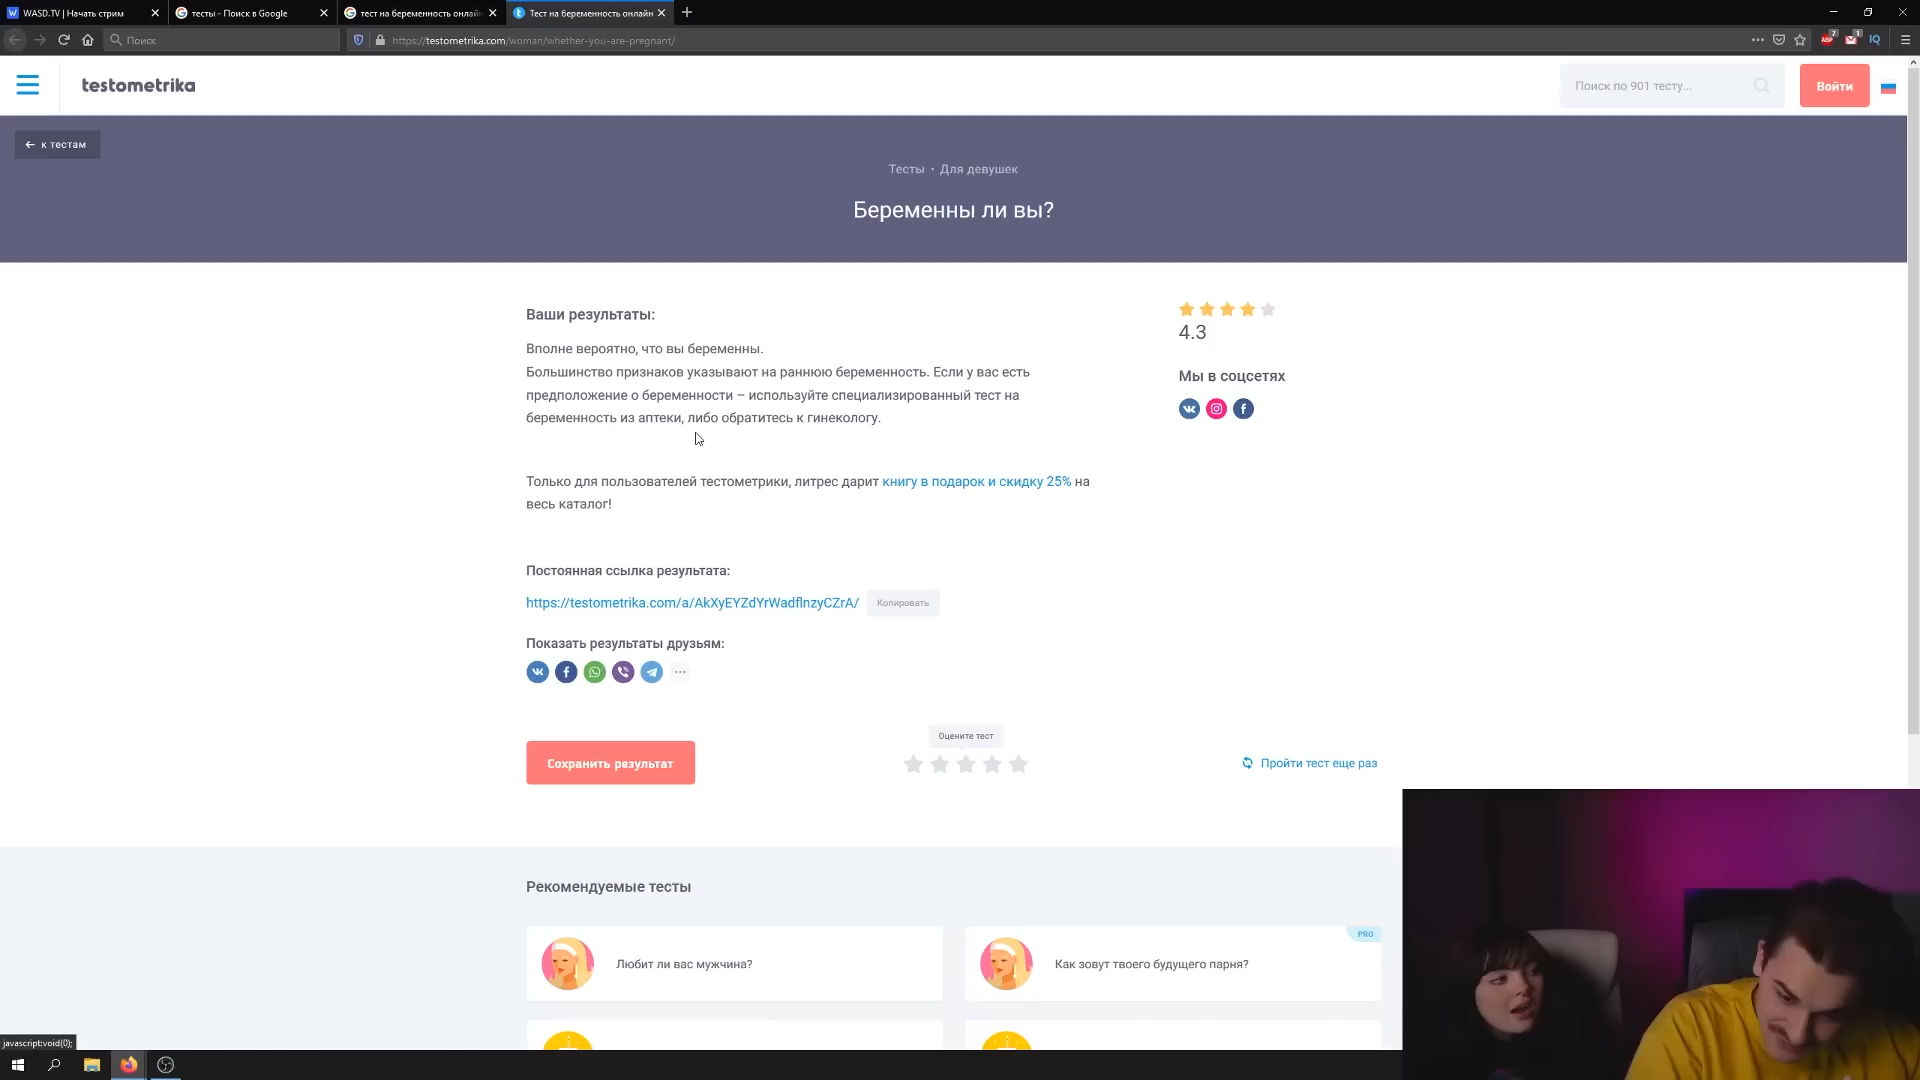 WASD.TV | Начать стрим
тесты - Поиск в Google
тест на беременность онлайн
Тест на беременность онлайн
Поиск
https://testometrika.com/woman/whether-you-are-pregnant/
ABP
7
1
IQ
testometrika
Поиск по 901 тесту...
Войти
к тестам
Тесты • Для девушек
Беременны ли вы?
Ваши результаты:
Вполне вероятно, что вы беременны.
Большинство признаков указывают на раннюю беременность. Если у вас есть
предположение о беременности – используйте специализированный тест на
беременность из аптеки, либо обратитесь к гинекологу.
4.3
Мы в соцсетях
Только для пользователей тестометрики, литрес дарит книгу в подарок и скидку 25% на
весь каталог!
Постоянная ссылка результата:
https://testometrika.com/a/AkXyEYZdYrWadflnzyCZrA/
Копировать
Показать результаты друзьям:
Оцените тест
Сохранить результат
Пройти тест еще раз
Рекомендуемые тесты
Любит ли вас мужчина?
PRO
Как зовут твоего будущего парня?
javascript:void(0);